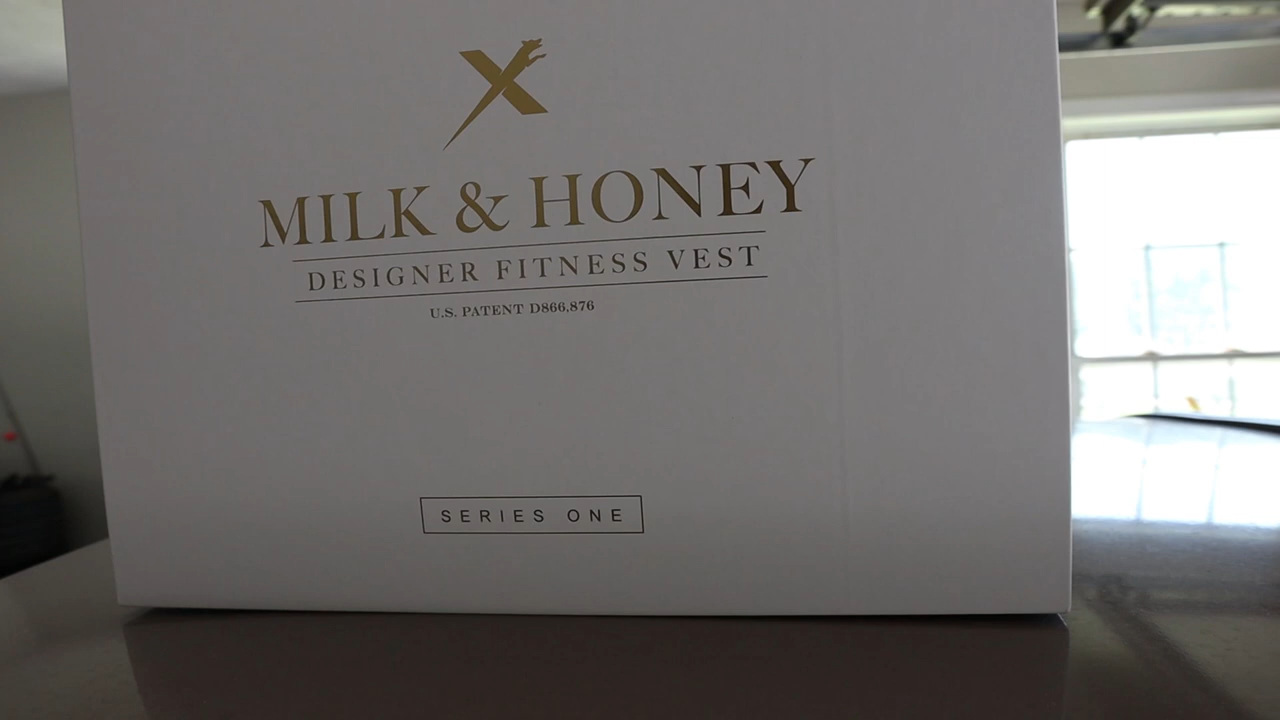 MILK & HONEY
DESIGNER FITNESS VEST
U.S. PATENT D866,876
SERIES ONE